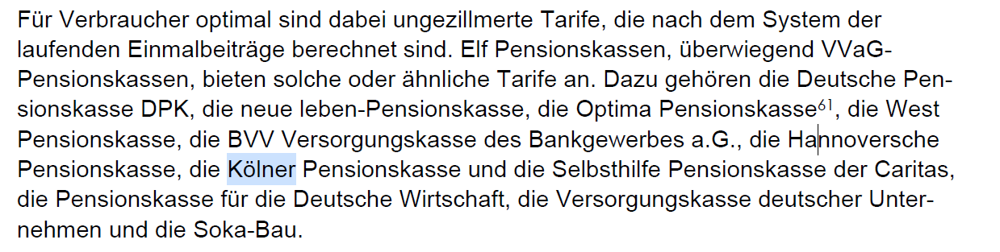 Für Verbraucher optimal sind dabei ungezillmerte Tarife, die nach dem System der
laufenden Einmalbeiträge berechnet sind. Elf Pensionskassen, überwiegend VVaG-
Pensionskassen, bieten solche oder ähnliche Tarife an. Dazu gehören die Deutsche Pen-
sionskasse DPK, die neue leben-Pensionskasse, die Optima Pensionskasse⁶¹, die West
Pensionskasse, die BVV Versorgungskasse des Bankgewerbes a.G., die Hannoversche
Pensionskasse, die Kölner Pensionskasse und die Selbsthilfe Pensionskasse der Caritas,
die Pensionskasse für die Deutsche Wirtschaft, die Versorgungskasse deutscher Unter-
nehmen und die Soka-Bau.